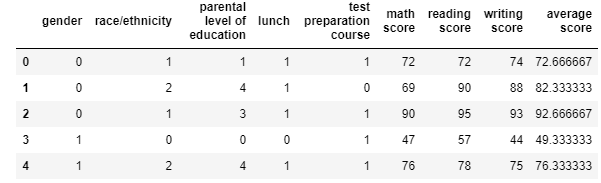 gender race/ethnicity parental level of education lunch test preparation course math score reading score writing score average score
0 0 1 1 1 1 72 72 74 72.666667
1 0 2 4 1 0 69 90 88 82.333333
2 0 1 3 1 1 90 95 93 92.666667
3 1 0 0 0 1 47 57 44 49.333333
4 1 2 4 1 1 76 78 75 76.333333